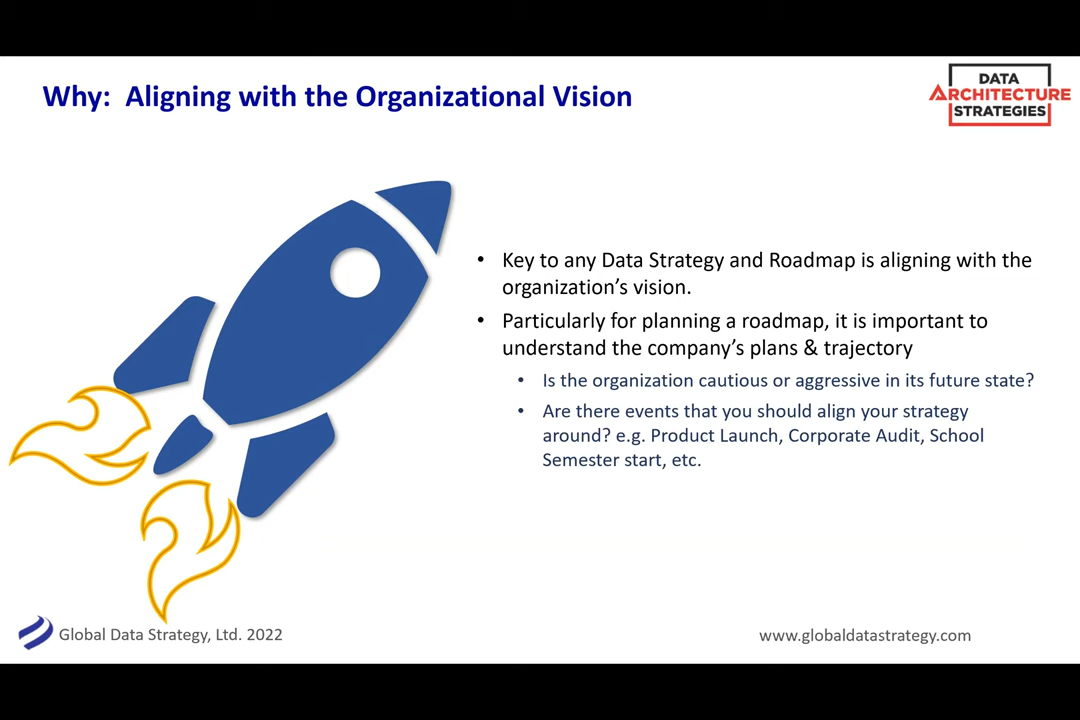 Why:  Aligning with the Organizational Vision
DATA
ARCHITECTURE
STRATEGIES
• Key to any Data Strategy and Roadmap is aligning with the
organization’s vision.
• Particularly for planning a roadmap, it is important to
understand the company’s plans & trajectory
• Is the organization cautious or aggressive in its future state?
• Are there events that you should align your strategy
around? e.g. Product Launch, Corporate Audit, School
Semester start, etc.
Global Data Strategy, Ltd. 2022
www.globaldatastrategy.com